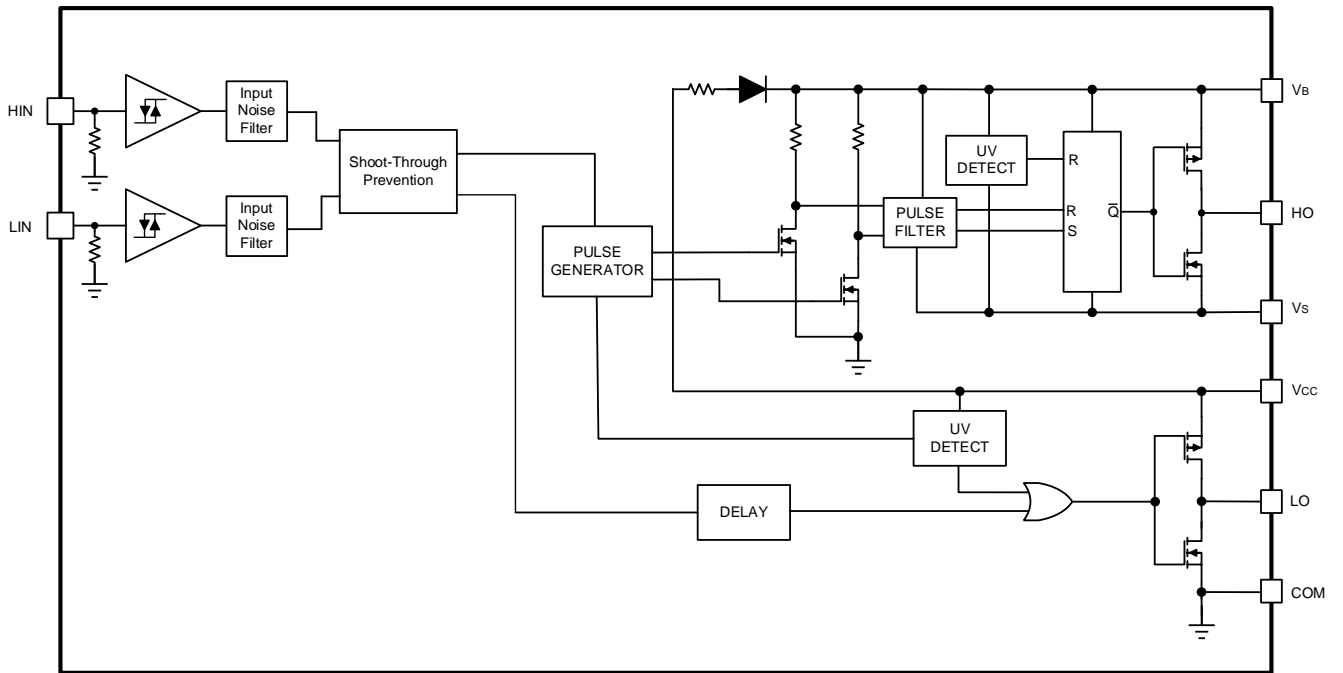 HIN
Input
Noise
Filter
LIN
Input
Noise
Filter
Shoot-Through
Prevention
PULSE
GENERATOR
UV
DETECT
PULSE
FILTER
R
R
S
Q̅
VB
HO
VS
VCC
UV
DETECT
DELAY
LO
COM